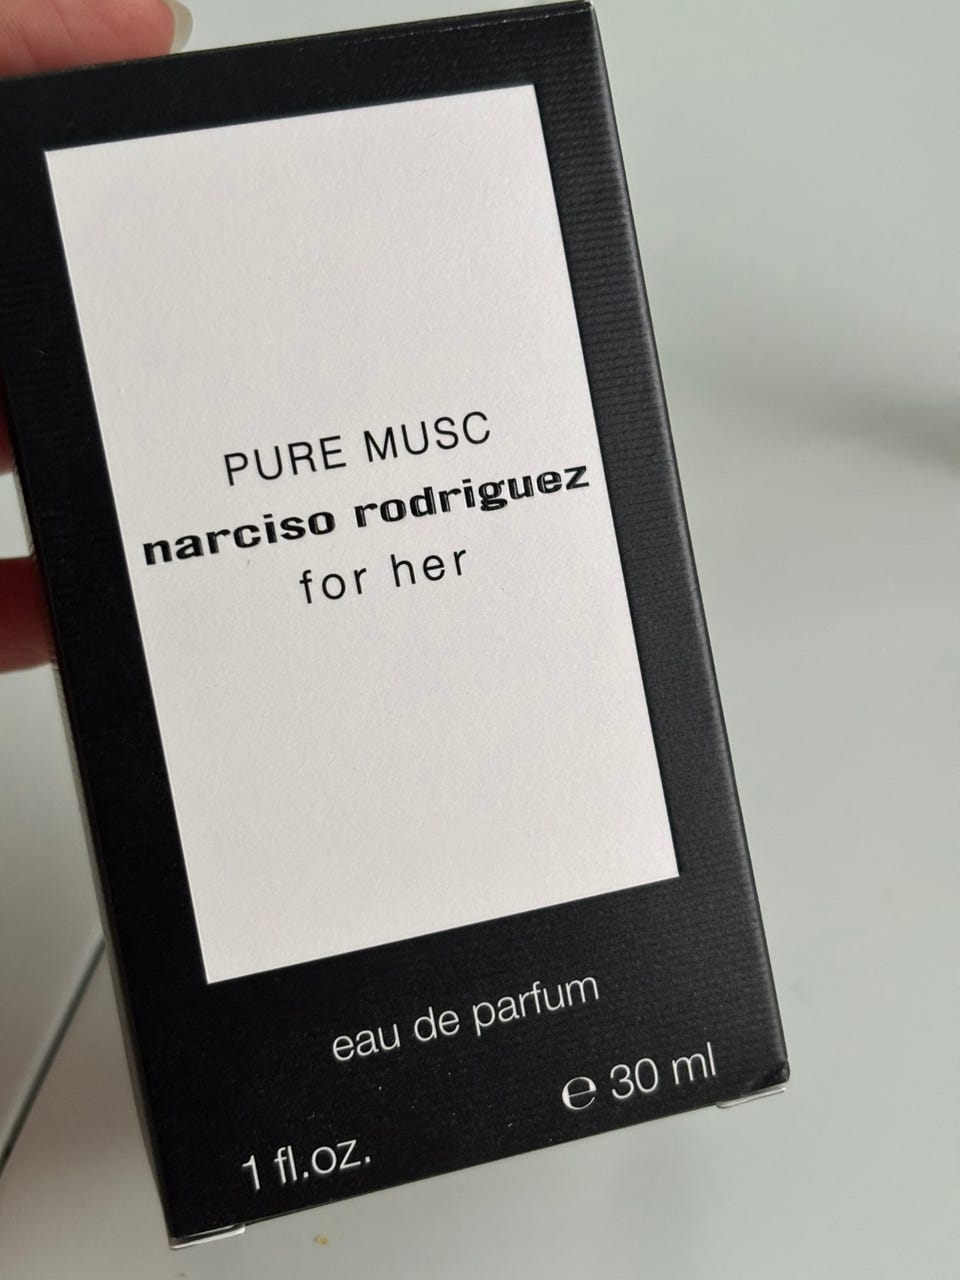 PURE MUSC
narciso rodriguez
for her
eau de parfum
℮ 30 ml
1 fl.oz.